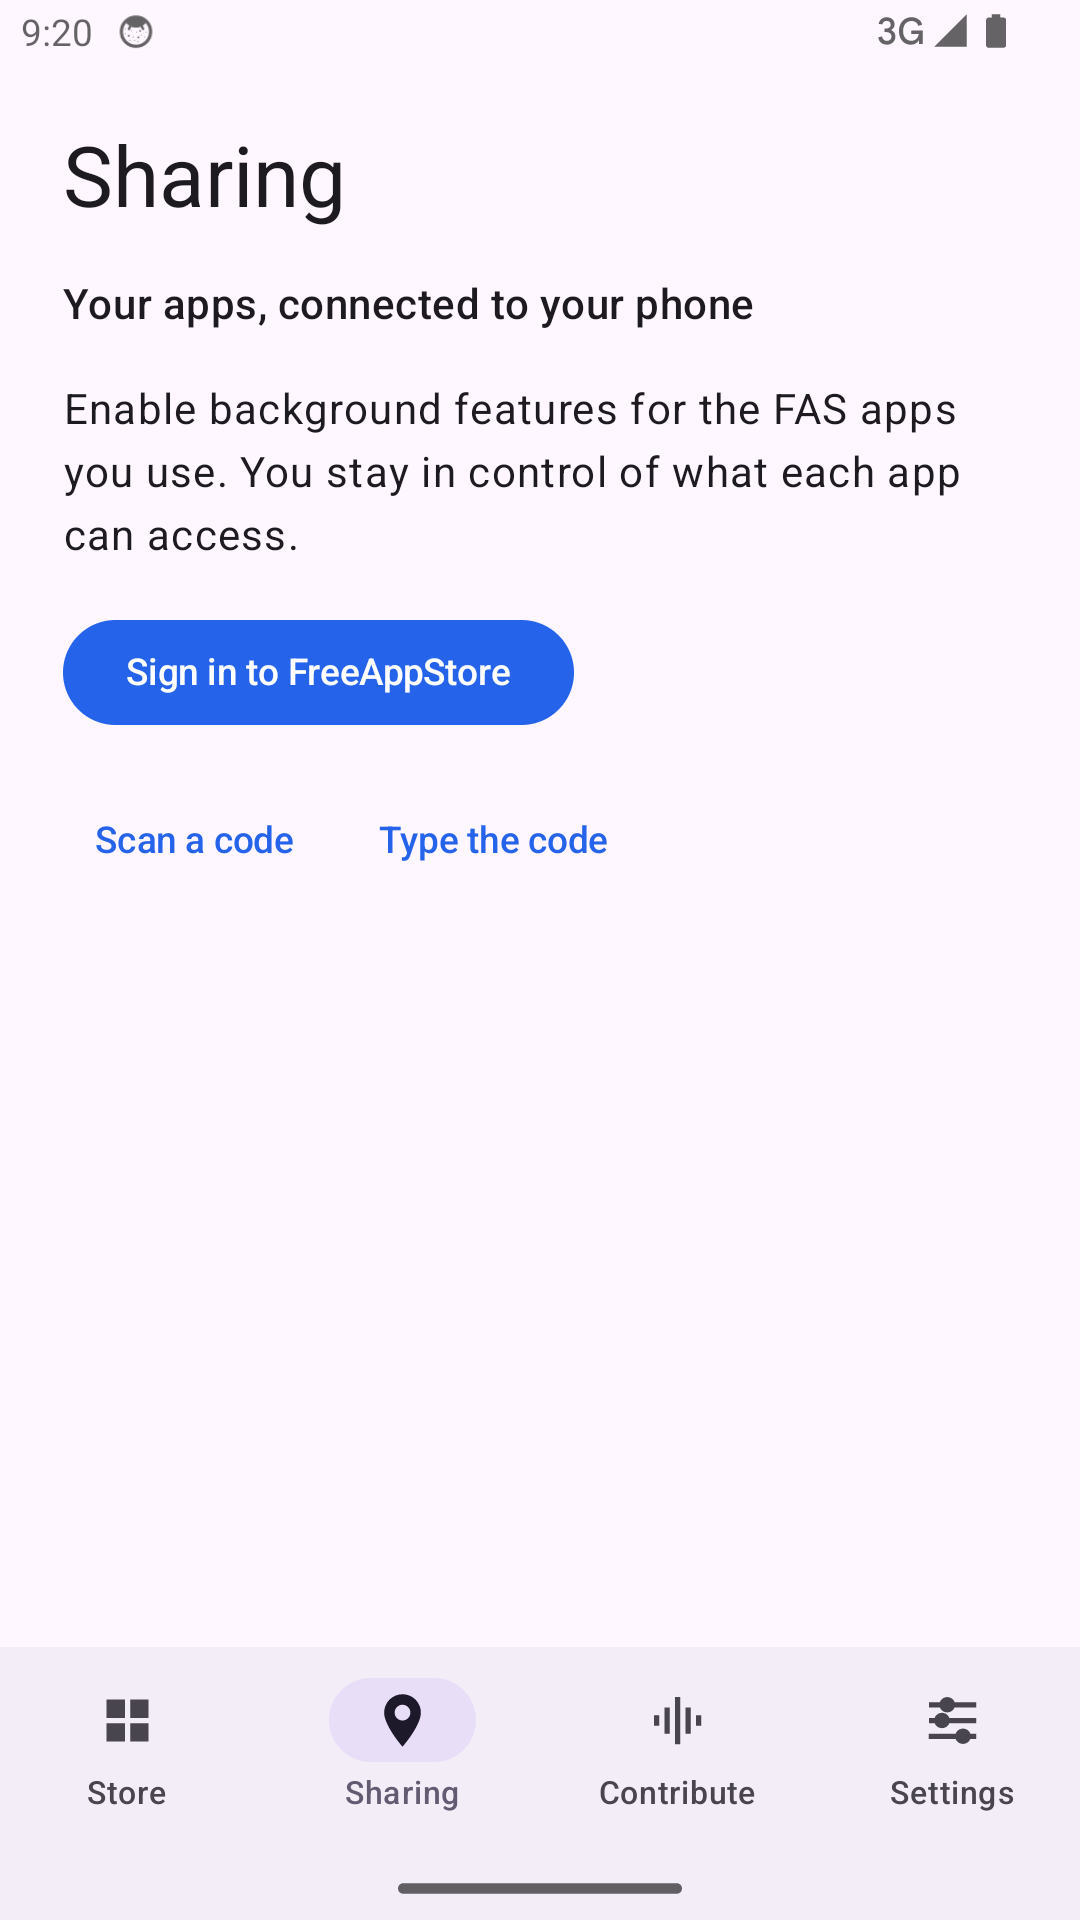 9:20
3G
Sharing
Your apps, connected to your phone
Enable background features for the FAS apps
you use. You stay in control of what each app
can access.
Sign in to FreeAppStore
Scan a code
Type the code
Store
Sharing
Contribute
Settings